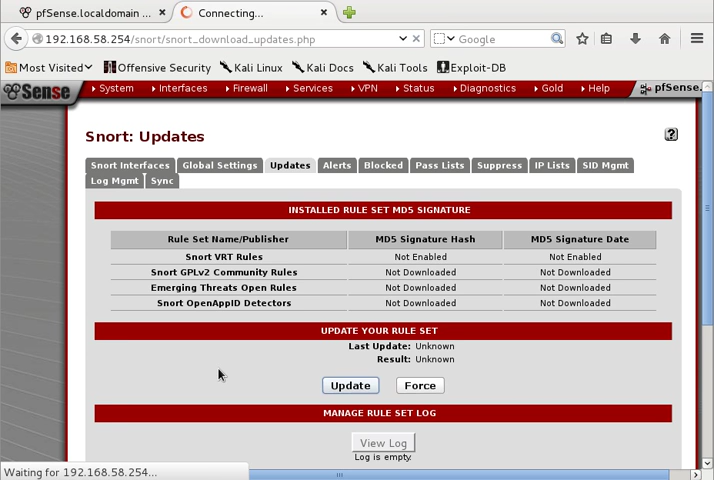 pfSense.localdomain ...
Connecting...
192.168.58.254/snort/snort_download_updates.php
Google
Most Visited
Offensive Security
Kali Linux
Kali Docs
Kali Tools
Exploit-DB
Sense
System
Interfaces
Firewall
Services
VPN
Status
Diagnostics
Gold
Help
pfSense.
Snort: Updates
?
Snort Interfaces
Global Settings
Updates
Alerts
Blocked
Pass Lists
Suppress
IP Lists
SID Mgmt
Log Mgmt
Sync
INSTALLED RULE SET MD5 SIGNATURE
Rule Set Name/Publisher MD5 Signature Hash MD5 Signature Date
Snort VRT Rules Not Enabled Not Enabled
Snort GPLv2 Community Rules Not Downloaded Not Downloaded
Emerging Threats Open Rules Not Downloaded Not Downloaded
Snort OpenAppID Detectors Not Downloaded Not Downloaded
UPDATE YOUR RULE SET
Last Update: Unknown
Result: Unknown
Update Force
MANAGE RULE SET LOG
View Log
Log is empty.
Waiting for 192.168.58.254...